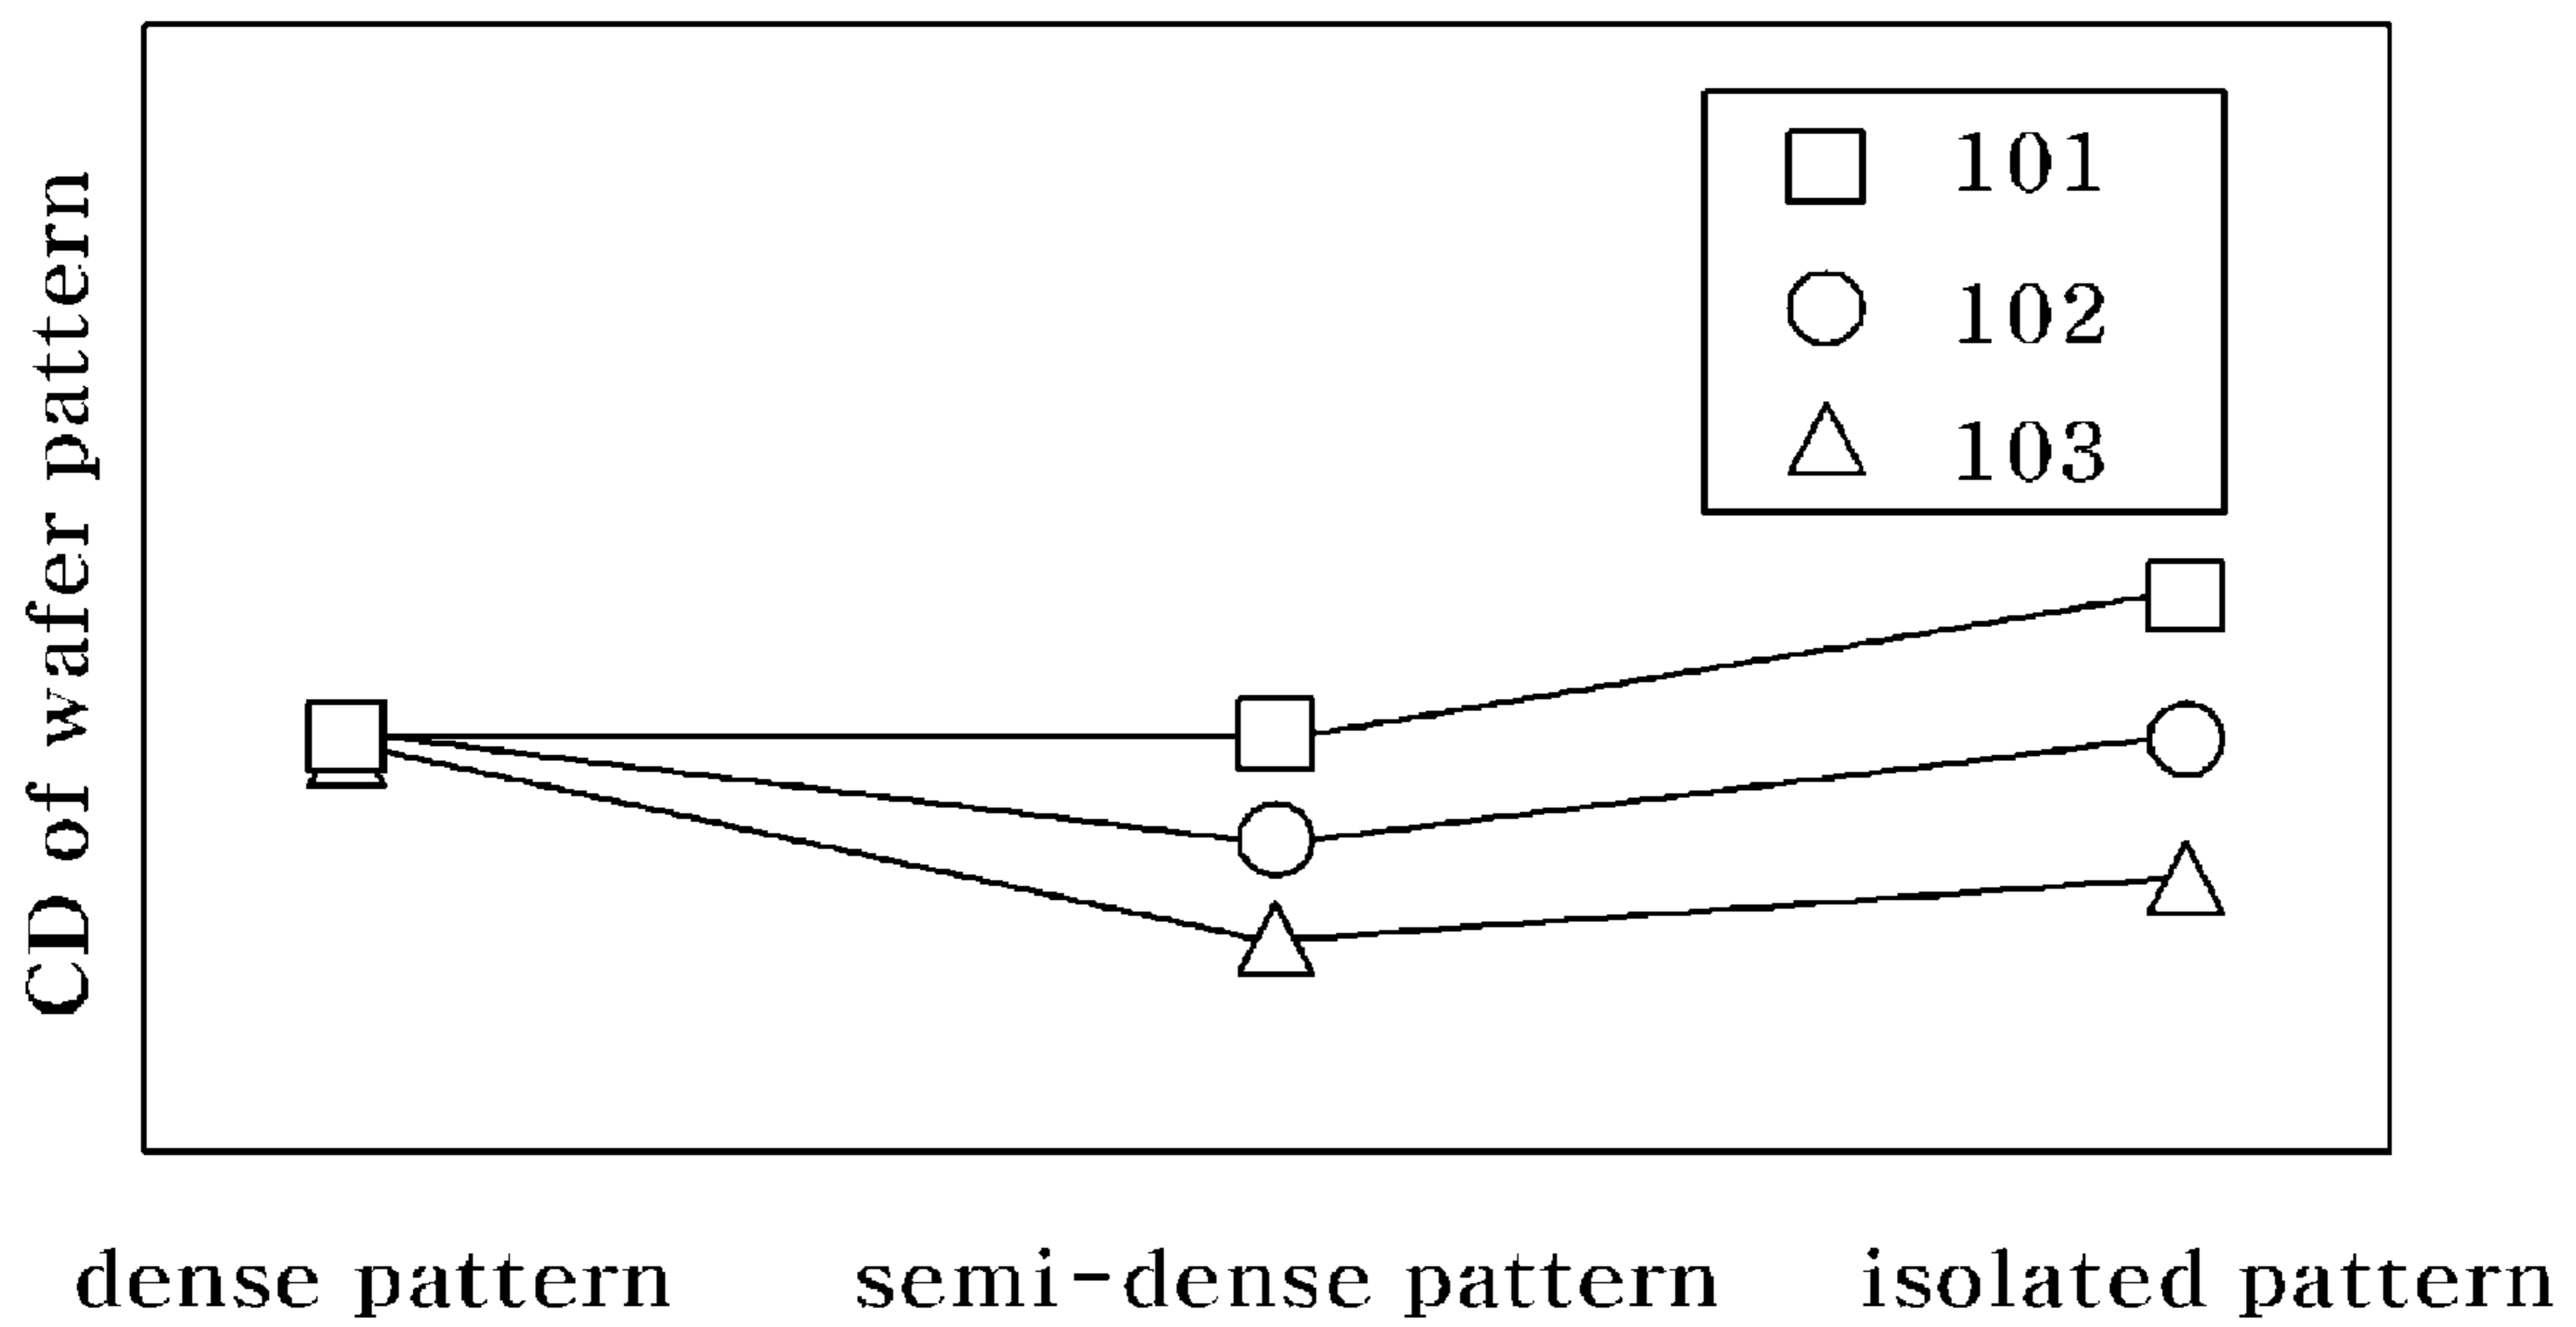 CD of wafer pattern
101
102
103
dense pattern
semi-dense pattern
isolated pattern